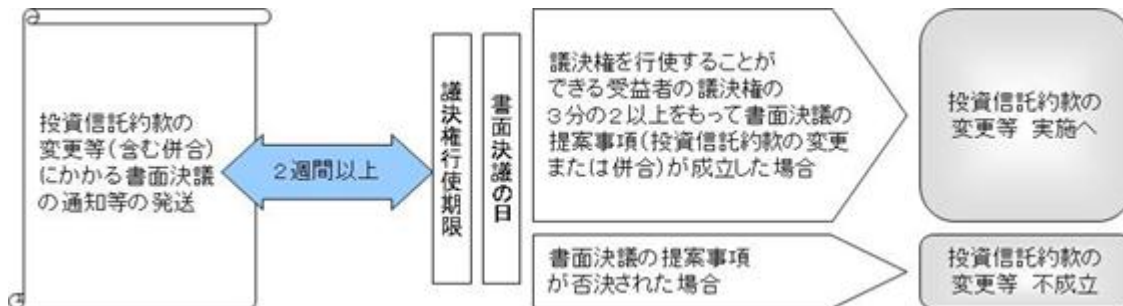 投資信託約款の
変更等(含む併合)
にかかる書面決議
の通知等の発送
2週間以上
議決権行使期限
書面決議の日
議決権を行使することが
できる受益者の議決権の
3分の2以上をもって書面決議の
提案事項(投資信託約款の変更
または併合)が成立した場合
投資信託約款の
変更等 実施へ
書面決議の提案事項
が否決された場合
投資信託約款の
変更等 不成立